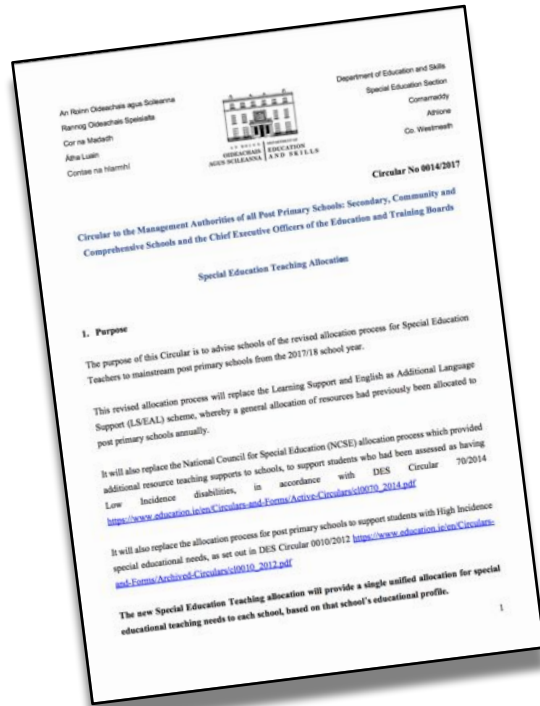 An Roinn Oideachais agus Scileanna
Rannog Oideachais Speisialta
Cor na Madadh
Átha Luain
Contae na hIarmhí
AN ROINN
OIDEACHAIS
AGUS SCILEANNA
DEPARTMENT OF
EDUCATION
AND SKILLS
Department of Education and Skills
Special Education Section
Cornamaddy
Athlone
Co. Westmeath
Circular No 0014/2017
Circular to the Management Authorities of all Post Primary Schools: Secondary, Community and
Comprehensive Schools and the Chief Executive Officers of the Education and Training Boards
Special Education Teaching Allocation
1. Purpose
The purpose of this Circular is to advise schools of the revised allocation process for Special Education
Teachers to mainstream post primary schools from the 2017/18 school year.
This revised allocation process will replace the Learning Support and English as Additional Language
Support (LS/EAL) scheme, whereby a general allocation of resources had previously been allocated to
post primary schools annually.
It will also replace the National Council for Special Education (NCSE) allocation process which provided
additional resource teaching supports to schools, to support students who had been assessed as having
Low Incidence disabilities, in accordance with DES Circular 70/2014
https://www.education.ie/en/Circulars-and-Forms/Active-Circulars/cl0070_2014.pdf
It will also replace the allocation process for post primary schools to support students with High Incidence
special educational needs, as set out in DES Circular 0010/2012 https://www.education.ie/en/Circulars-
and-Forms/Archived-Circulars/cl0010_2012.pdf
The new Special Education Teaching allocation will provide a single unified allocation for special
educational teaching needs to each school, based on that school's educational profile.
1